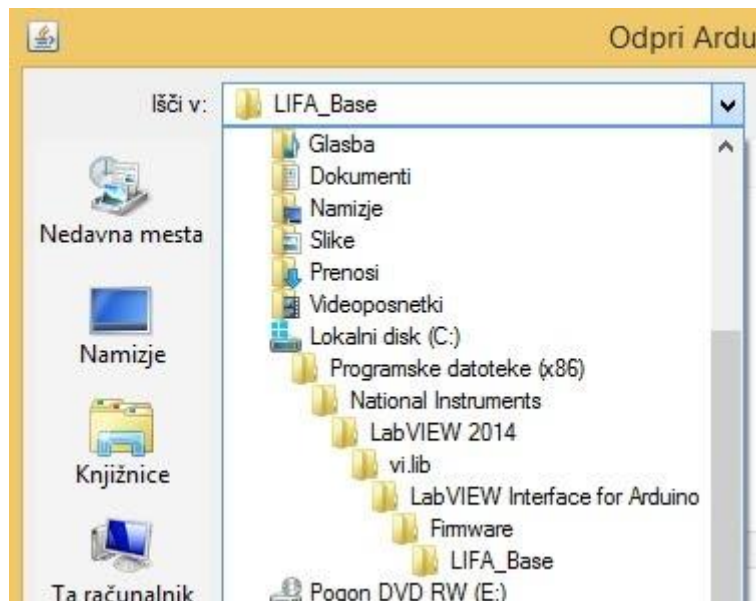 Odpri Ardu
Išči v:
LIFA_Base
Glasba
Dokumenti
Namizje
Slike
Prenosi
Videoposnetki
Lokalni disk (C:)
Programske datoteke (x86)
National Instruments
LabVIEW 2014
vi.lib
LabVIEW Interface for Arduino
Firmware
LIFA_Base
Pogon DVD RW (E:)
Nedavna mesta
Namizje
Knjižnice
Ta računalnik